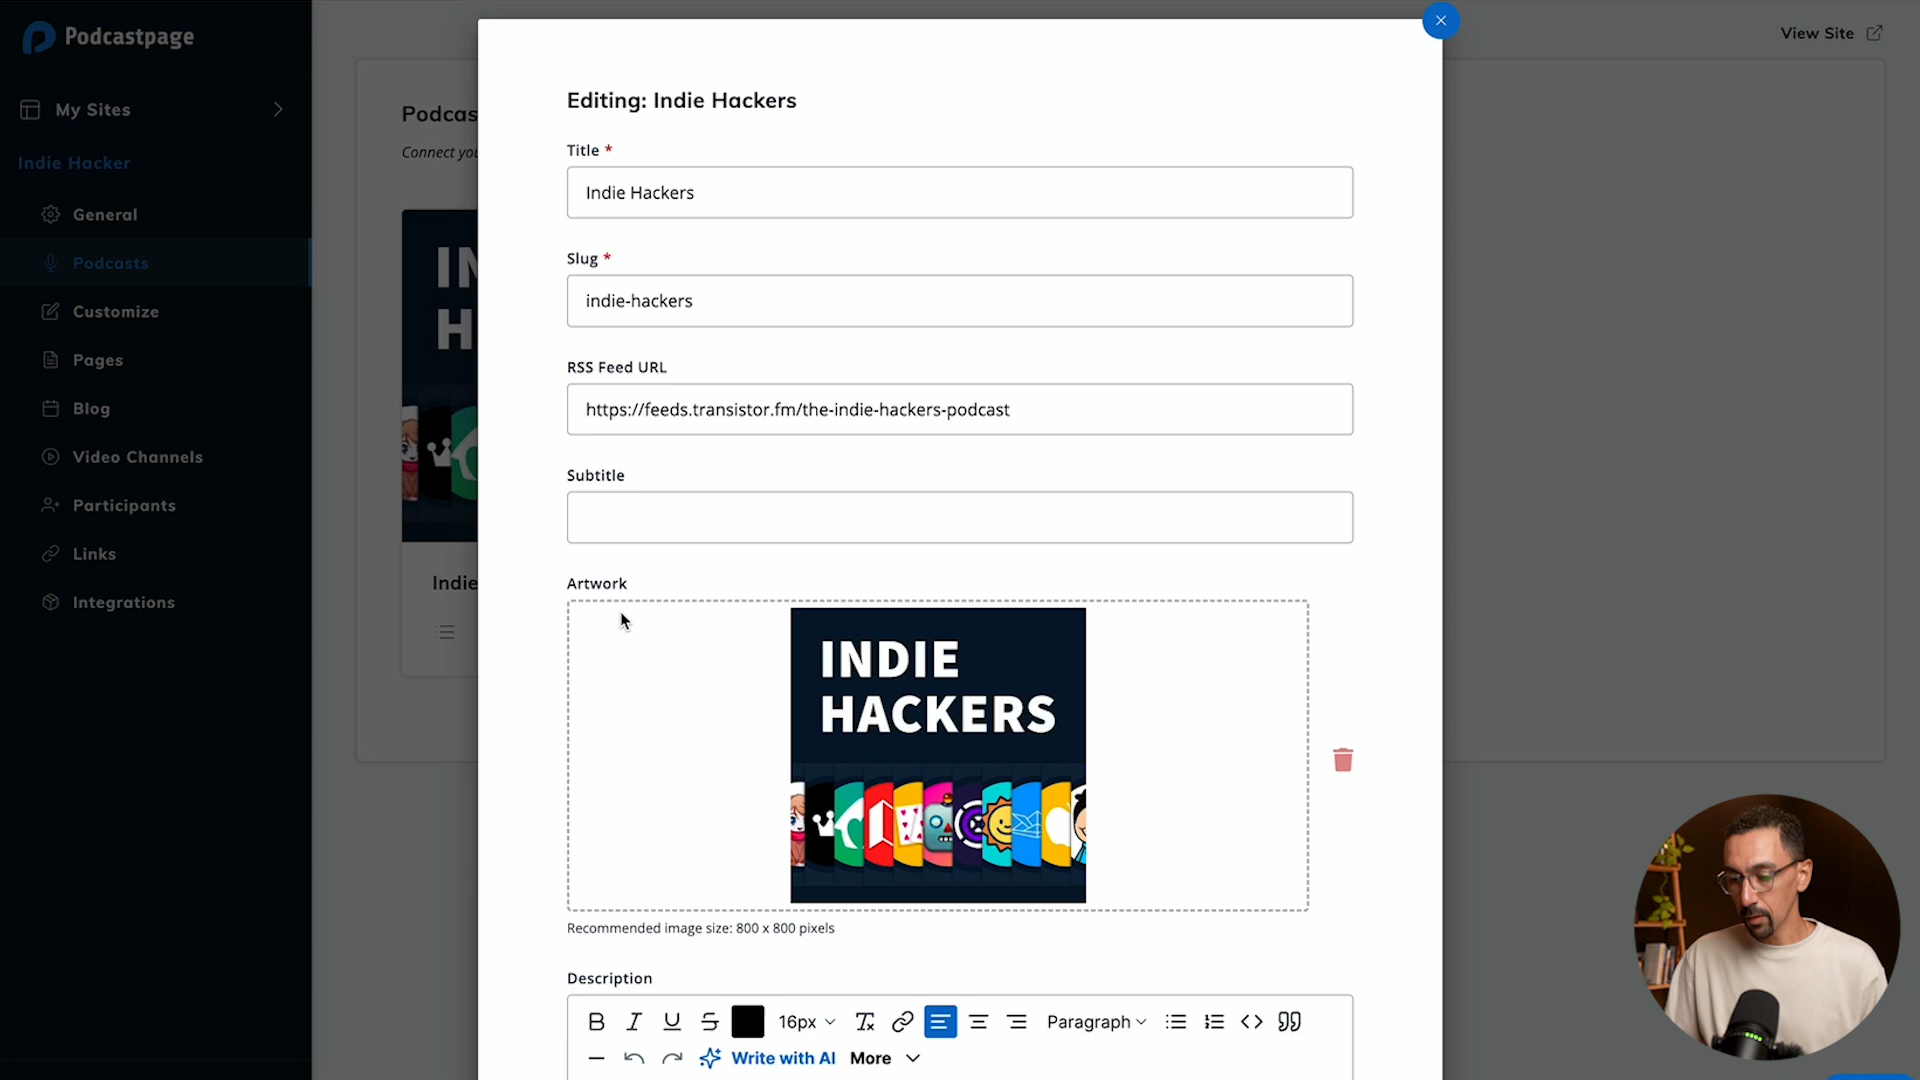 Podcastpage
My Sites
Indie Hacker
General
Podcasts
Customize
Pages
Blog
Video Channels
Participants
Links
Integrations
View Site
Podcas
Connect you
IN
H
Indie
Editing: Indie Hackers
Title *
Indie Hackers
Slug *
indie-hackers
RSS Feed URL
https://feeds.transistor.fm/the-indie-hackers-podcast
Subtitle
Artwork
INDIE
HACKERS
Recommended image size: 800 x 800 pixels
Description
16px
Paragraph
Write with AI
More